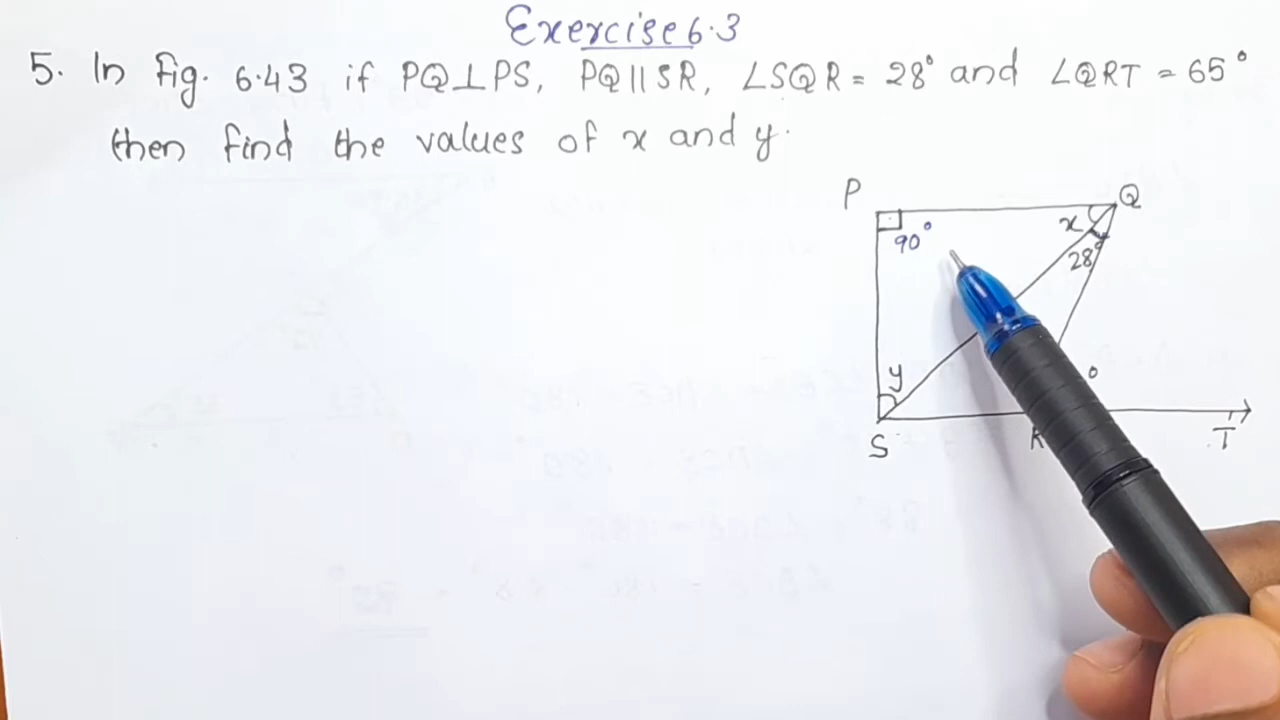 Exercise 6.3
5. In Fig. 6.43 if PQ⊥PS, PQ||SR, ∠SQR = 28° and ∠QRT = 65°
then find the values of x and y.
P
Q
90°
x
28°
y
S
T